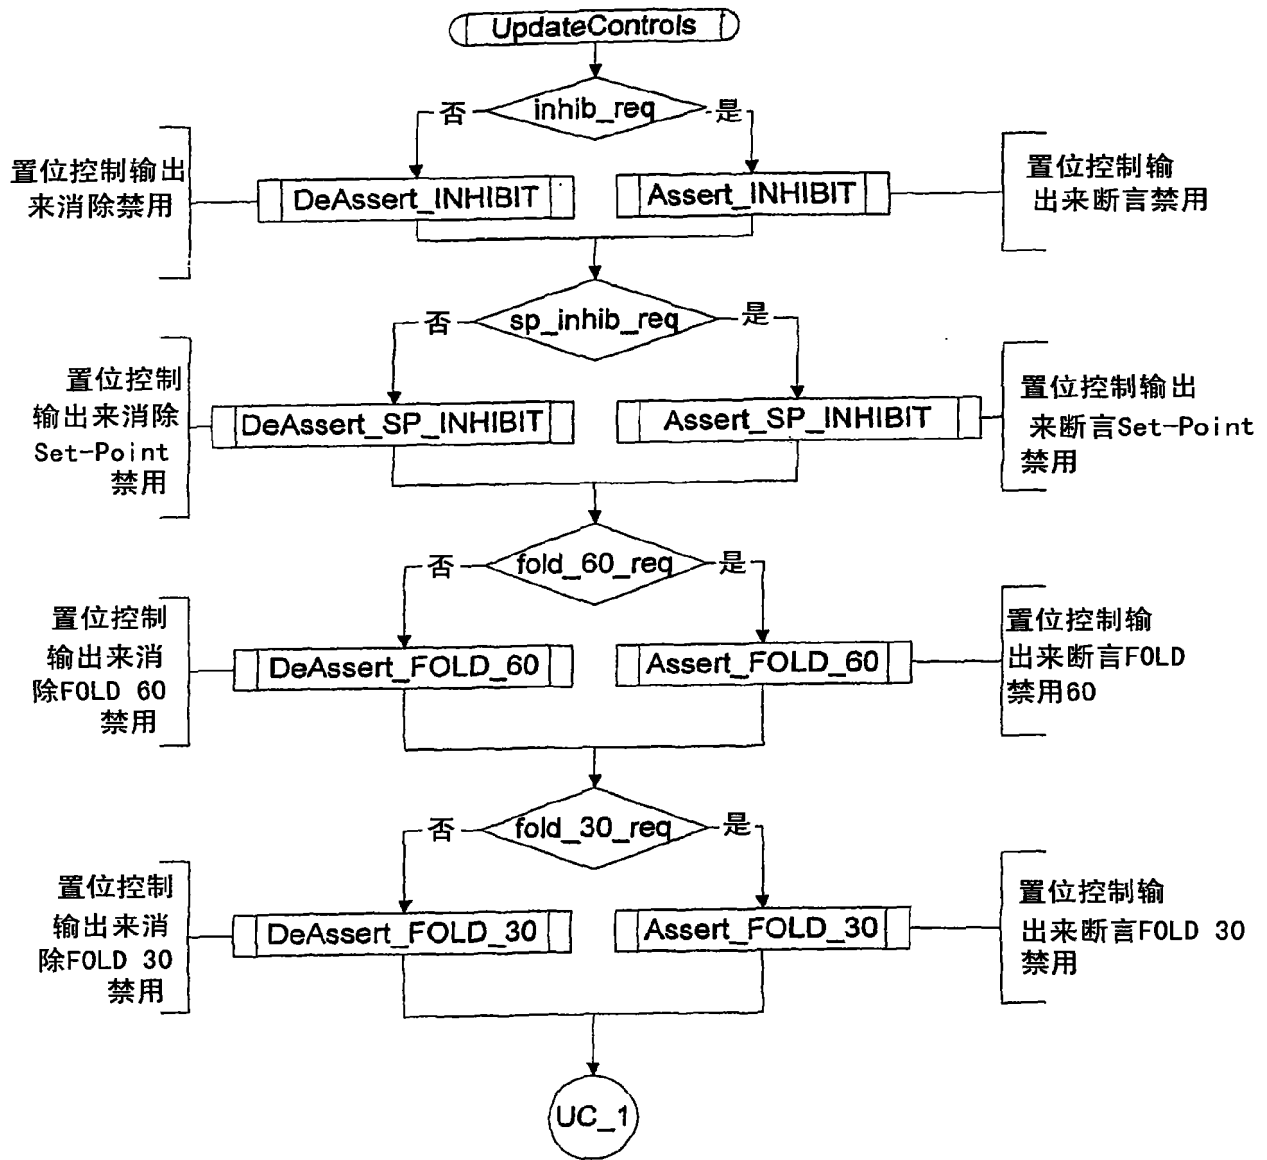 UpdateControls
inhib_req
否
是
置位控制输出
来消除禁用
DeAssert_INHIBIT
Assert_INHIBIT
置位控制输
出来断言禁用
sp_inhib_req
否
是
置位控制
输出来消除
Set-Point
禁用
DeAssert_SP_INHIBIT
Assert_SP_INHIBIT
置位控制输出
来断言Set-Point
禁用
fold_60_req
否
是
置位控制
输出来消
除FOLD 60
禁用
DeAssert_FOLD_60
Assert_FOLD_60
置位控制输
出来断言FOLD
禁用60
fold_30_req
否
是
置位控制
输出来消
除FOLD 30
禁用
DeAssert_FOLD_30
Assert_FOLD_30
置位控制输
出来断言FOLD 30
禁用
UC_1